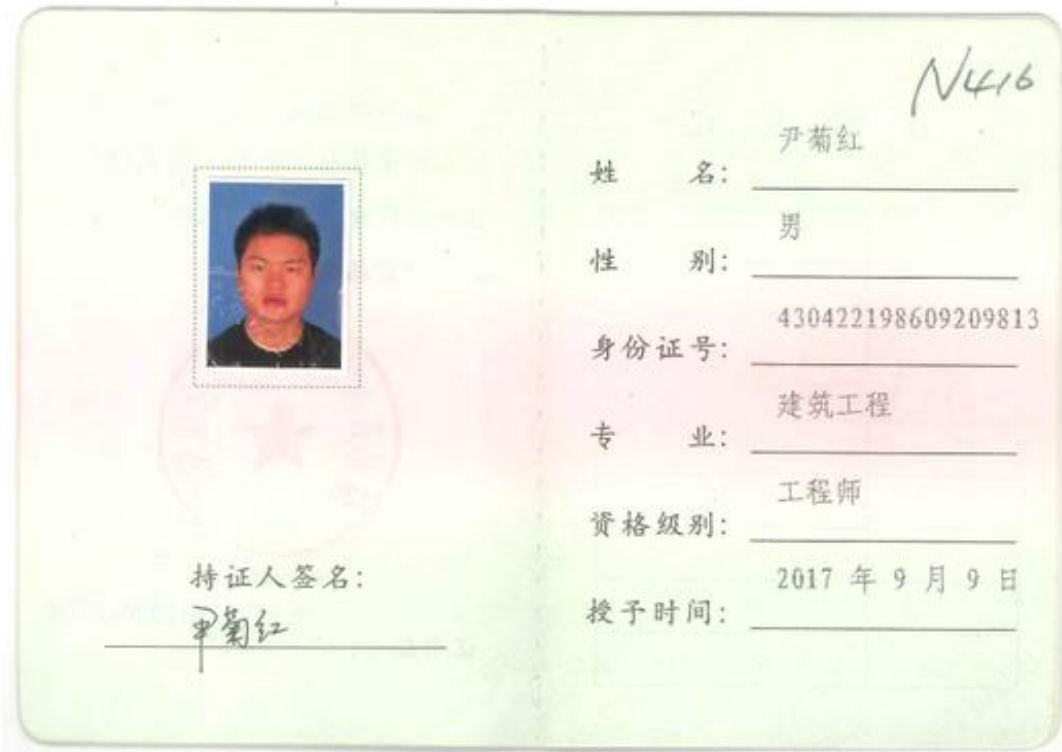 持证人签名：
尹菊红
N416
姓 名： 尹菊红
性 别： 男
身份证号： 430422198609209813
专 业： 建筑工程
资格级别： 工程师
授予时间： 2017 年 9 月 9 日